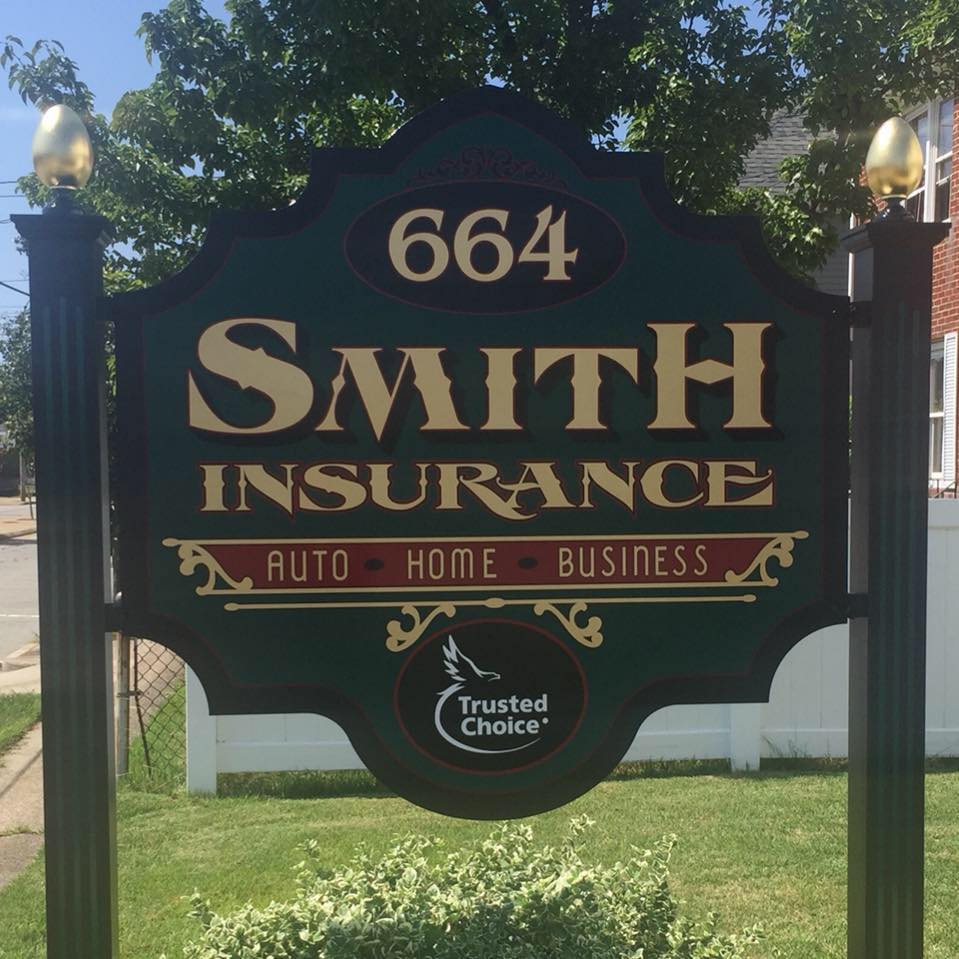 664
SMITH
INSURANCE
AUTO • HOME • BUSINESS
Trusted
Choice®